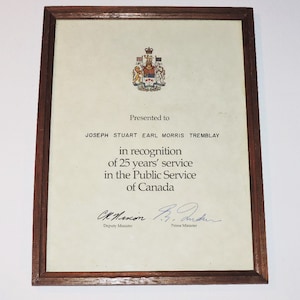 Presented to
JOSEPH STUART EARL MORRIS TREMBLAY
in recognition
of 25 years' service
in the Public Service
of Canada
Deputy Minister Prime Minister